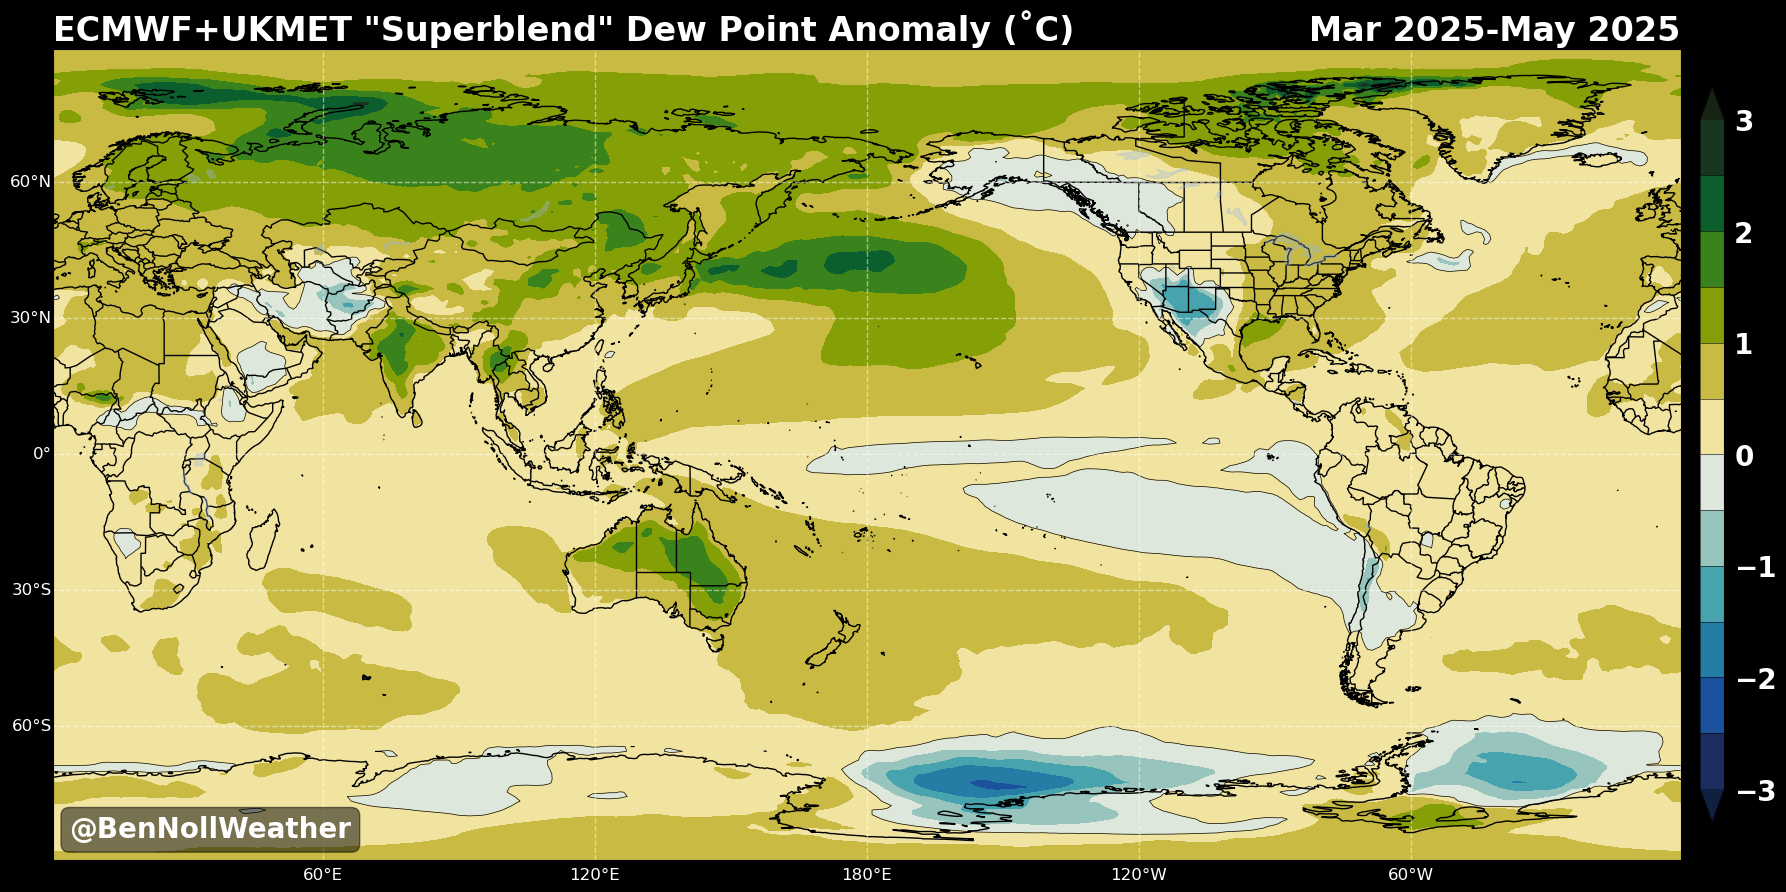 ECMWF+UKMET "Superblend" Dew Point Anomaly (˚C)
Mar 2025-May 2025
3
2
1
0
−1
−2
−3
60°N
30°N
0°
30°S
60°S
@BenNollWeather
60°E
120°E
180°E
120°W
60°W